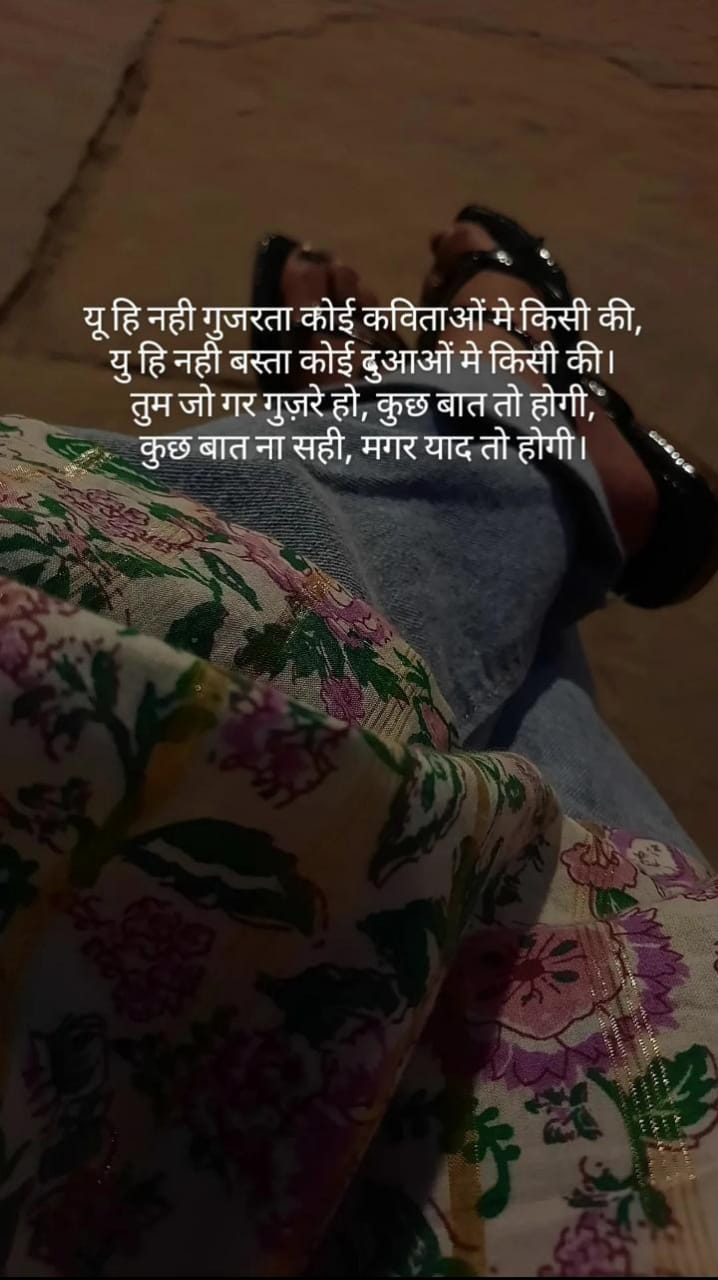 यू हि नही गुजरता कोई कविताओं मे किसी की,
यु हि नही बस्ता कोई दुआओं मे किसी की।
तुम जो गर गुज़रे हो, कुछ बात तो होगी,
कुछ बात ना सही, मगर याद तो होगी।